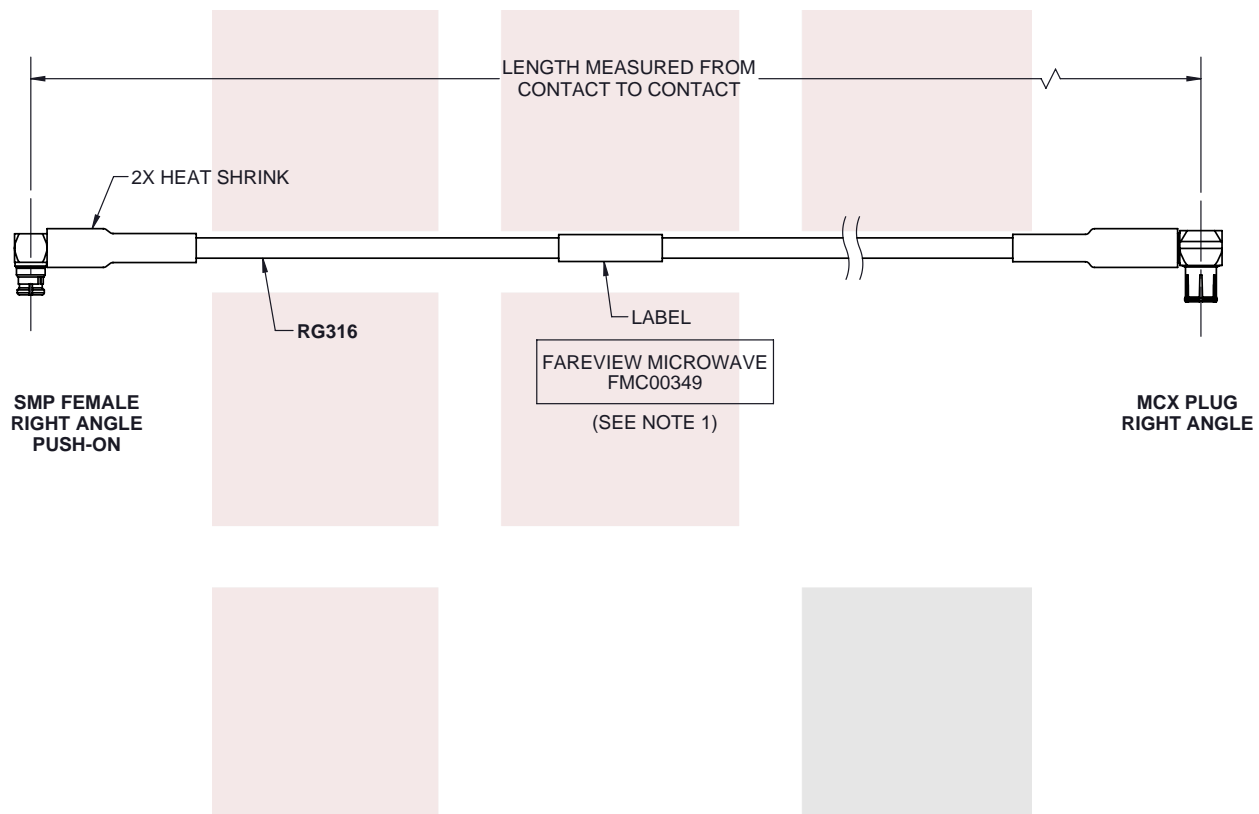 LENGTH MEASURED FROM
CONTACT TO CONTACT
2X HEAT SHRINK
RG316
LABEL
FAREVIEW MICROWAVE
FMC00349
(SEE NOTE 1)
SMP FEMALE
RIGHT ANGLE
PUSH-ON
MCX PLUG
RIGHT ANGLE